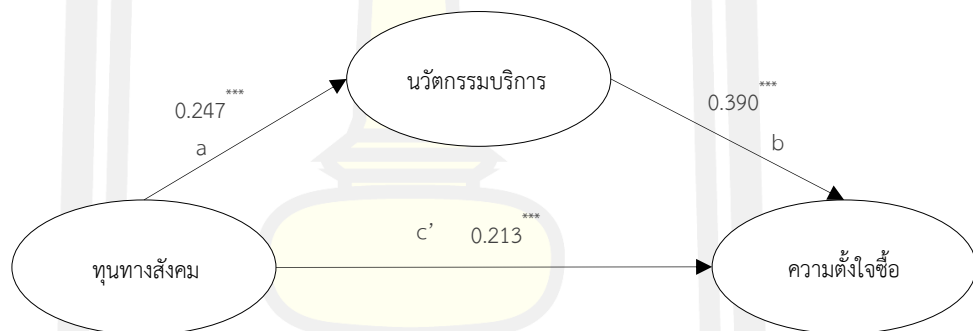 นวัตกรรมบริการ
0.247***
0.390***
a
b
c’ 0.213***
ทุนทางสังคม
ความตั้งใจซื้อ